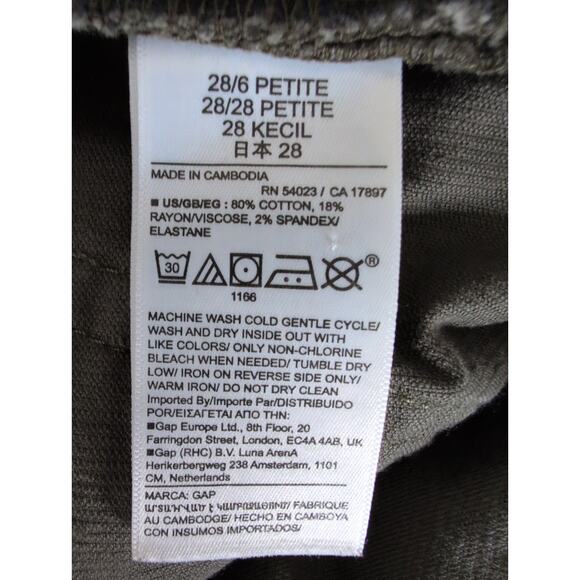 28/6 PETITE
28/28 PETITE
28 KECIL
日本 28
MADE IN CAMBODIA
RN 54023 / CA 17897
■ US/GB/EG : 80% COTTON, 18%
RAYON/VISCOSE, 2% SPANDEX/
ELASTANE
30
®
1166
MACHINE WASH COLD GENTLE CYCLE/
WASH AND DRY INSIDE OUT WITH
LIKE COLORS/ ONLY NON-CHLORINE
BLEACH WHEN NEEDED/ TUMBLE DRY
LOW/ IRON ON REVERSE SIDE ONLY/
WARM IRON/ DO NOT DRY CLEAN
Imported By/Importe Par/DISTRIBUIDO
POR/ΕΙΣΑΓΕΤΑΙ ΑΠΟ ΤΗΝ:
■Gap Europe Ltd., 8th Floor, 20
Farringdon Street, London, EC4A 4AB, UK
■Gap (RHC) B.V. Luna ArenA
Herikerbergweg 238 Amsterdam, 1101
CM, Netherlands
MARCA: GAP
ԱՐՏԱԴՐՎԱԾ Է ԿԱՄԲՈՋԱՅՈՒՄ/ FABRIQUE
AU CAMBODGE/ HECHO EN CAMBOYA
CON INSUMOS IMPORTADOS/